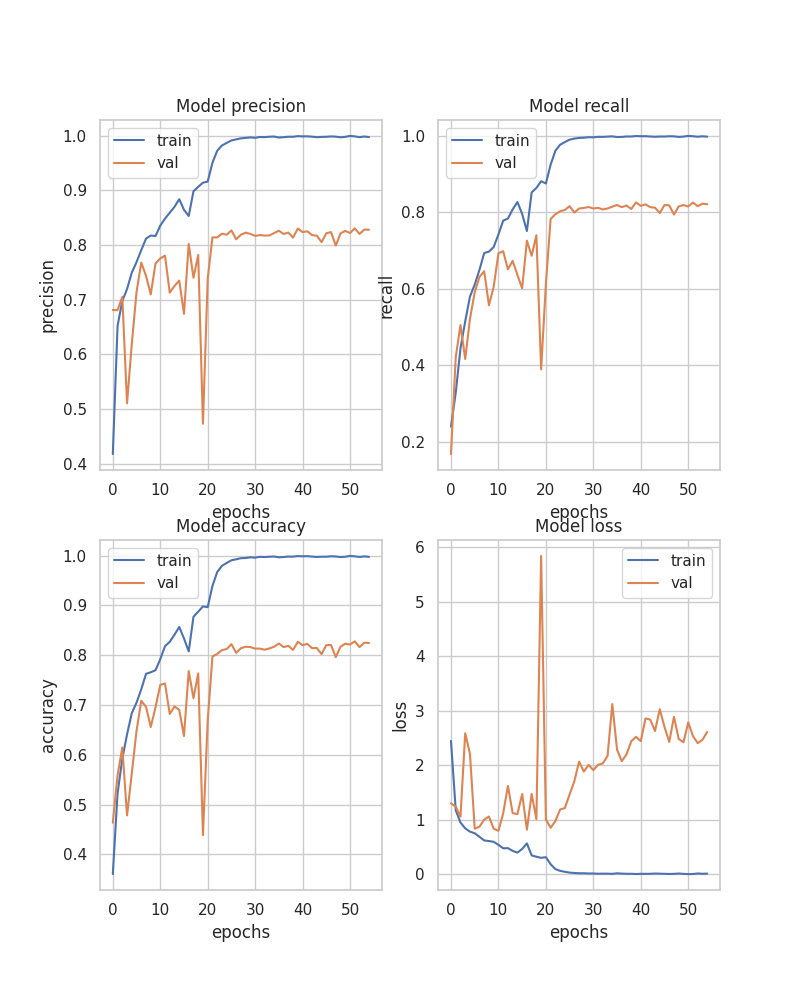 Model precision
1.0
0.9
0.8
0.7
0.6
0.5
0.4
precision
train
val
0 10 20 30 40 50
epochs
Model recall
1.0
0.8
0.6
0.4
0.2
recall
train
val
0 10 20 30 40 50
epochs
Model accuracy
1.0
0.9
0.8
0.7
0.6
0.5
0.4
accuracy
train
val
0 10 20 30 40 50
epochs
Model loss
6
5
4
3
2
1
0
loss
train
val
0 10 20 30 40 50
epochs